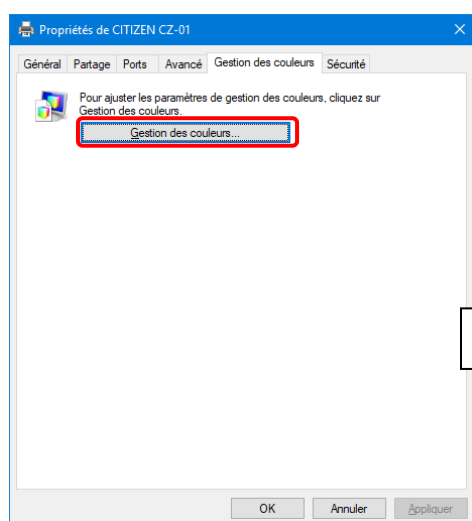 Propriétés de CITIZEN CZ-01
Général Partage Ports Avancé Gestion des couleurs Sécurité
Pour ajuster les paramètres de gestion des couleurs, cliquez sur
Gestion des couleurs.
Gestion des couleurs...
OK Annuler Appliquer